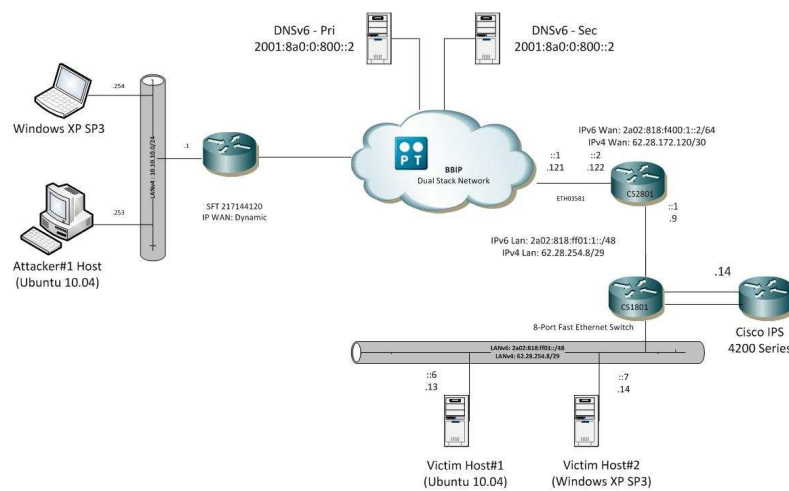 DNSv6 - Pri
2001:8a0:0:800::2
DNSv6 - Sec
2001:8a0:0:800::2
.254
Windows XP SP3
LANv4 : 10.10.10.0/24
.1
SFT 217144120
IP WAN: Dynamic
.253
Attacker#1 Host
(Ubuntu 10.04)
P T
BBIP
Dual Stack Network
IPv6 Wan: 2a02:818:f400:1::2/64
IPv4 Wan: 62.28.172.120/30
::1
.121
::2
.122
ETH03581
CS2801
::1
.9
IPv6 Lan: 2a02:818:ff01:1::/48
IPv4 Lan: 62.28.254.8/29
CS1801
.14
Cisco IPS
4200 Series
8-Port Fast Ethernet Switch
LANv6: 2a02:818:ff01::/48
LANv4: 62.28.254.8/29
::6
.13
::7
.14
Victim Host#1
(Ubuntu 10.04)
Victim Host#2
(Windows XP SP3)